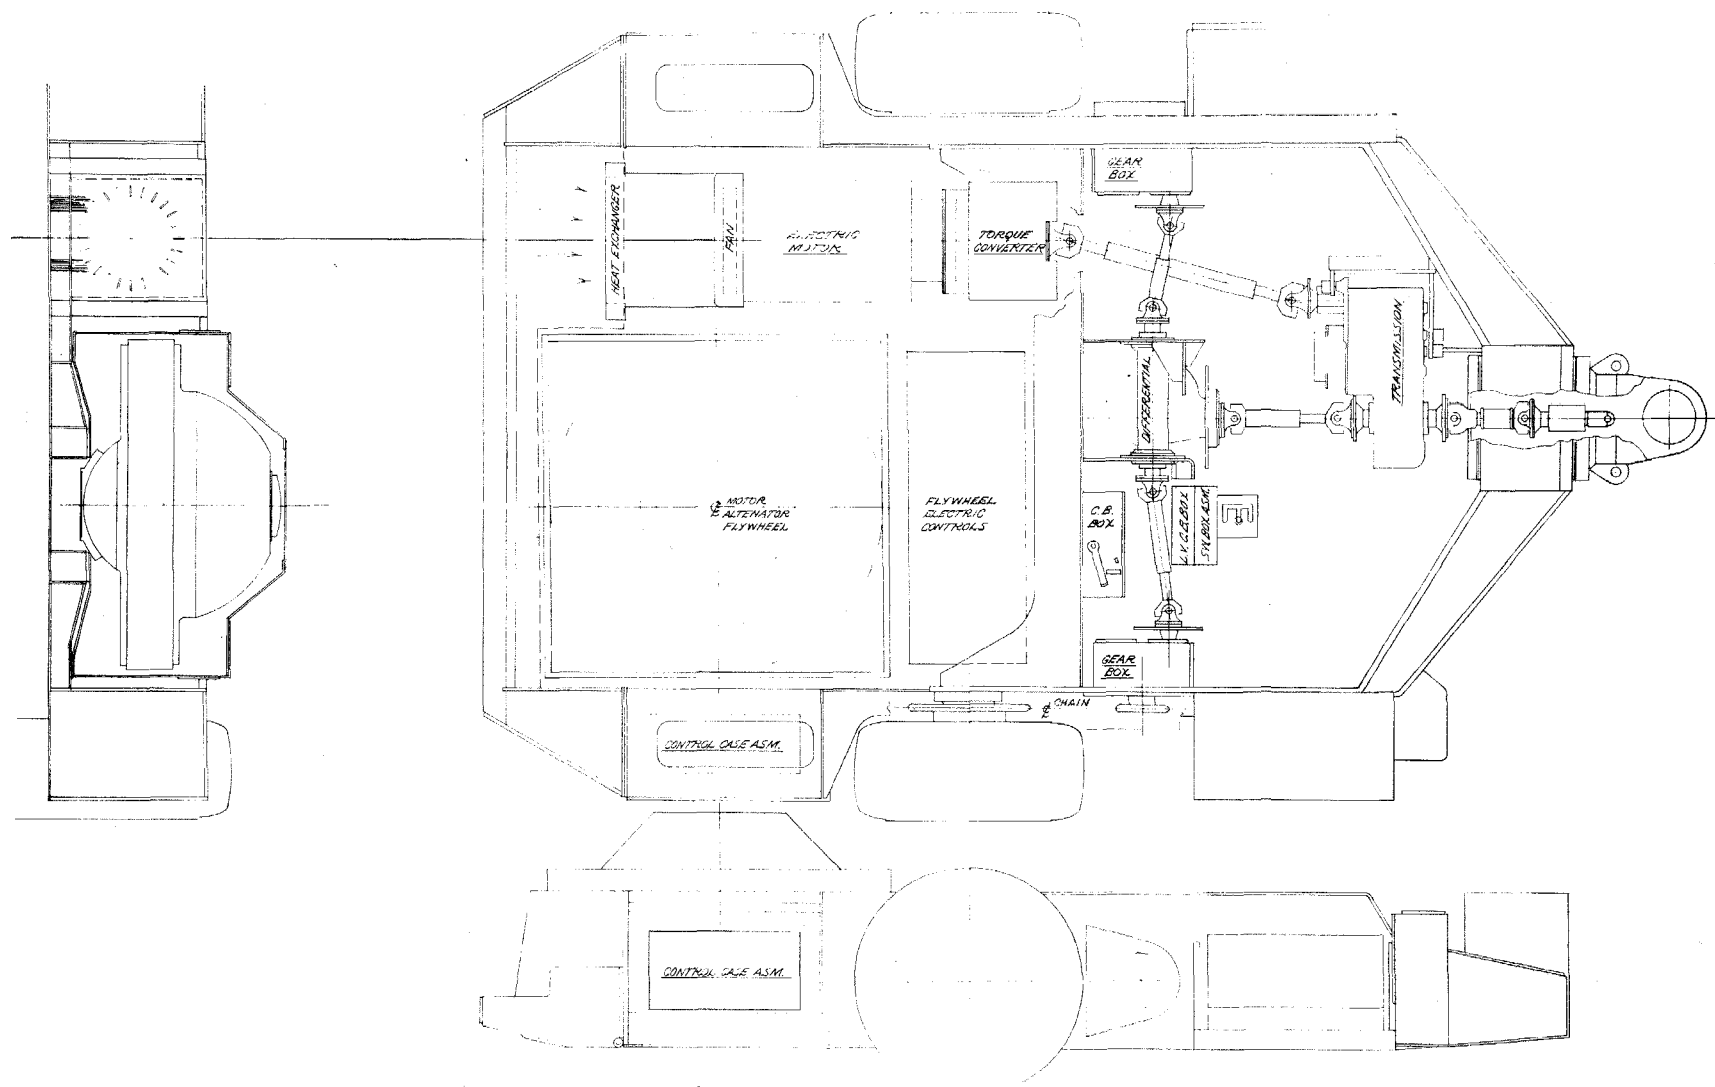 GEAR
BOX
HEAT EXCHANGER
FAN
ELECTRIC
MOTOR
TORQUE
CONVERTER
TRANSMISSION
DIFFERENTIAL
℄ MOTOR
ALTENATOR
FLYWHEEL
FLYWHEEL
ELECTRIC
CONTROLS
C.B.
BOX
L.V.C.B. BOX
SW. BOX ASM.
GEAR
BOX
℄ CHAIN
CONTROL CASE ASM.
CONTROL CASE ASM.